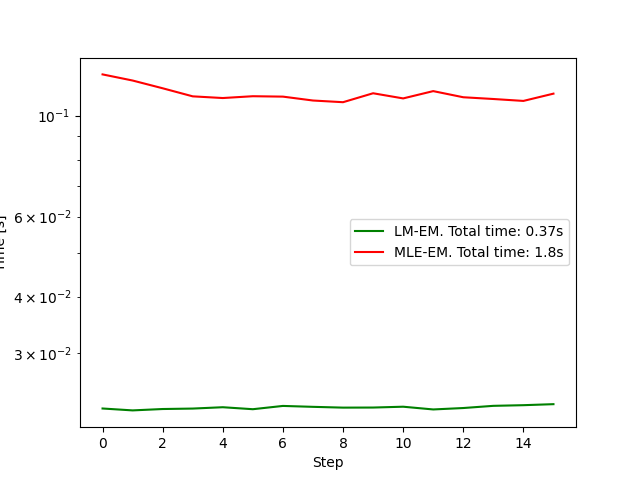 10⁻¹
6 × 10⁻²
4 × 10⁻²
3 × 10⁻²
LM-EM. Total time: 0.37s
MLE-EM. Total time: 1.8s
0 2 4 6 8 10 12 14
Step